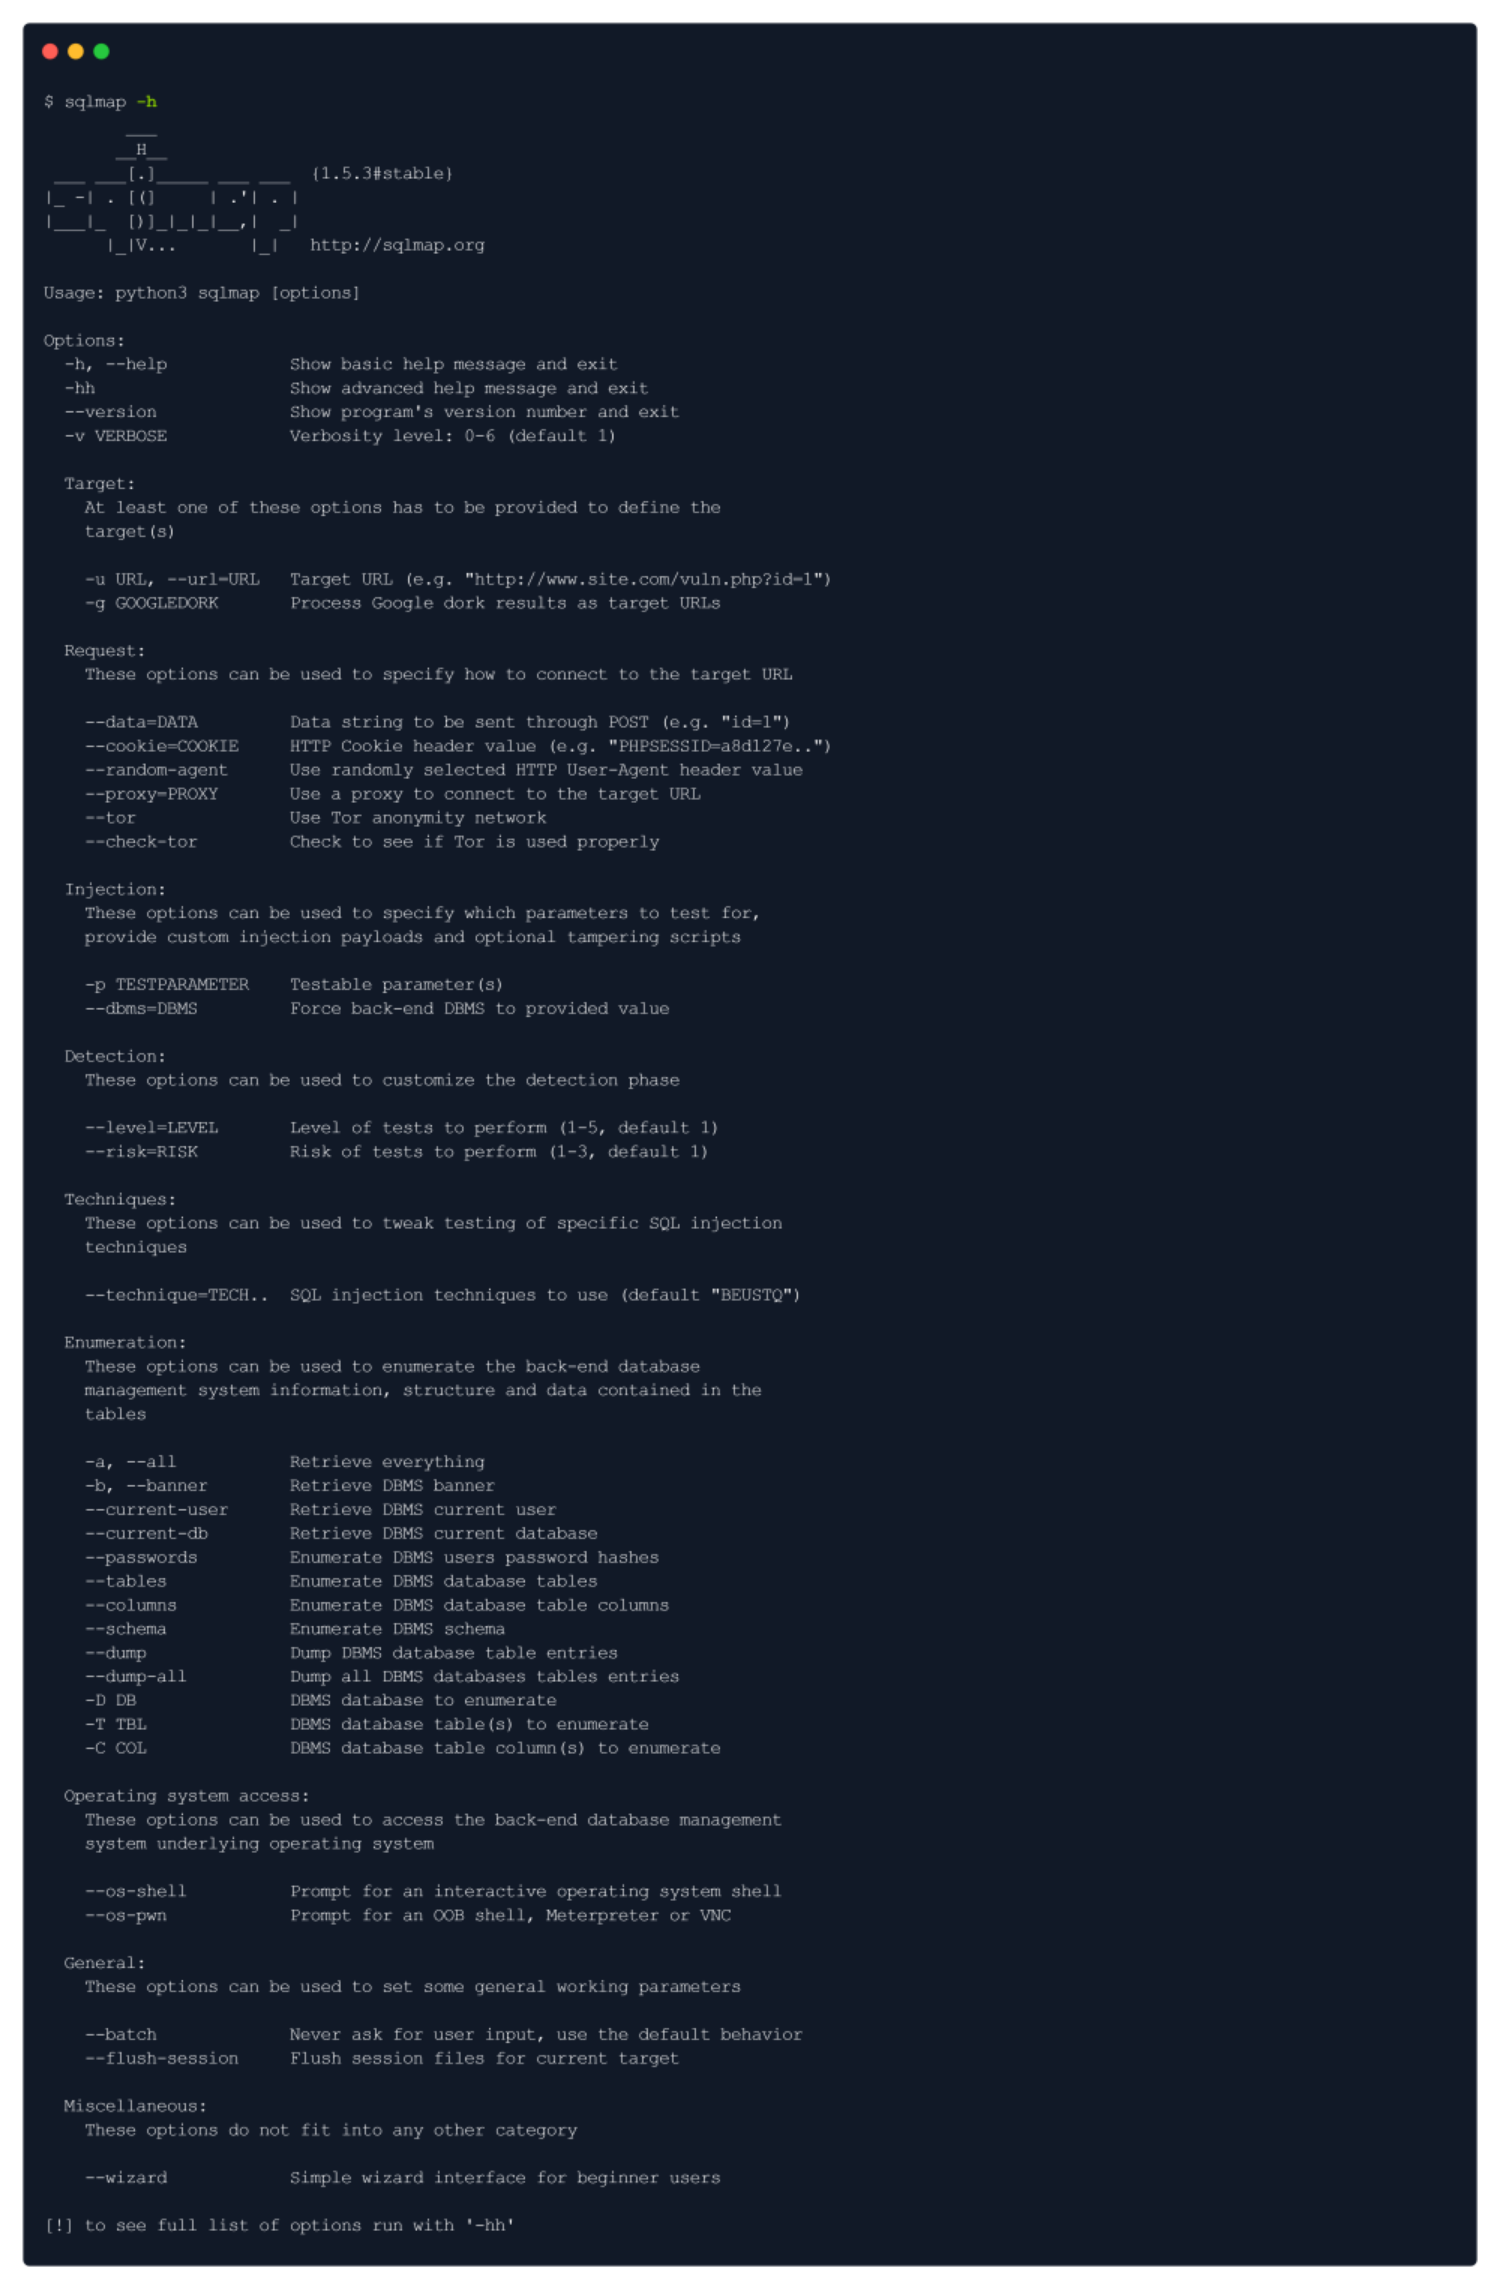 $ sqlmap -h
        ___
       __H__
 ___ ___[.]_____ ___ ___  {1.5.3#stable}
|_ -| . [(]     | .'| . |
|___|_  [)]_|_|_|__,|  _|
      |_|V...       |_|   http://sqlmap.org

Usage: python3 sqlmap [options]

Options:
  -h, --help            Show basic help message and exit
  -hh                   Show advanced help message and exit
  --version             Show program's version number and exit
  -v VERBOSE            Verbosity level: 0-6 (default 1)

  Target:
    At least one of these options has to be provided to define the
    target(s)

    -u URL, --url=URL   Target URL (e.g. "http://www.site.com/vuln.php?id=1")
    -g GOOGLEDORK       Process Google dork results as target URLs

  Request:
    These options can be used to specify how to connect to the target URL

    --data=DATA         Data string to be sent through POST (e.g. "id=1")
    --cookie=COOKIE     HTTP Cookie header value (e.g. "PHPSESSID=a8d127e..")
    --random-agent      Use randomly selected HTTP User-Agent header value
    --proxy=PROXY       Use a proxy to connect to the target URL
    --tor               Use Tor anonymity network
    --check-tor         Check to see if Tor is used properly

  Injection:
    These options can be used to specify which parameters to test for,
    provide custom injection payloads and optional tampering scripts

    -p TESTPARAMETER    Testable parameter(s)
    --dbms=DBMS         Force back-end DBMS to provided value

  Detection:
    These options can be used to customize the detection phase

    --level=LEVEL       Level of tests to perform (1-5, default 1)
    --risk=RISK         Risk of tests to perform (1-3, default 1)

  Techniques:
    These options can be used to tweak testing of specific SQL injection
    techniques

    --technique=TECH..  SQL injection techniques to use (default "BEUSTQ")

  Enumeration:
    These options can be used to enumerate the back-end database
    management system information, structure and data contained in the
    tables

    -a, --all           Retrieve everything
    -b, --banner        Retrieve DBMS banner
    --current-user      Retrieve DBMS current user
    --current-db        Retrieve DBMS current database
    --passwords         Enumerate DBMS users password hashes
    --tables            Enumerate DBMS database tables
    --columns           Enumerate DBMS database table columns
    --schema            Enumerate DBMS schema
    --dump              Dump DBMS database table entries
    --dump-all          Dump all DBMS databases tables entries
    -D DB               DBMS database to enumerate
    -T TBL              DBMS database table(s) to enumerate
    -C COL              DBMS database table column(s) to enumerate

  Operating system access:
    These options can be used to access the back-end database management
    system underlying operating system

    --os-shell          Prompt for an interactive operating system shell
    --os-pwn            Prompt for an OOB shell, Meterpreter or VNC

  General:
    These options can be used to set some general working parameters

    --batch             Never ask for user input, use the default behavior
    --flush-session     Flush session files for current target

  Miscellaneous:
    These options do not fit into any other category

    --wizard            Simple wizard interface for beginner users

[!] to see full list of options run with '-hh'